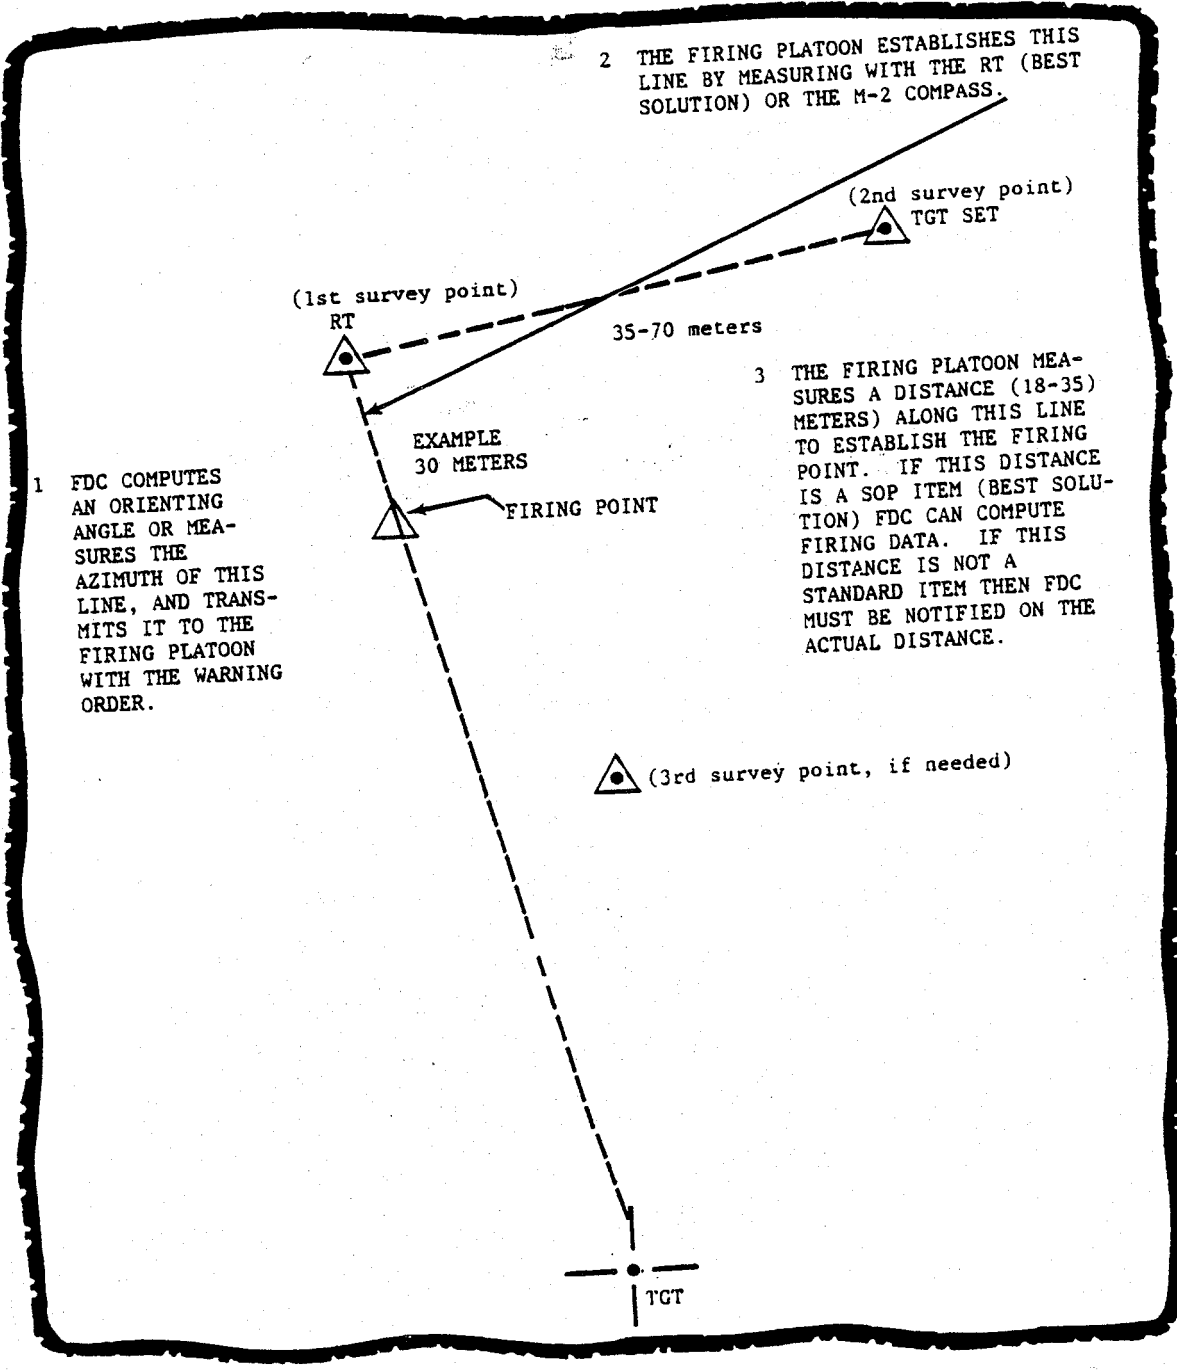 2 THE FIRING PLATOON ESTABLISHES THIS
LINE BY MEASURING WITH THE RT (BEST
SOLUTION) OR THE M-2 COMPASS.
(2nd survey point)
TGT SET
(1st survey point)
RT
35-70 meters
3 THE FIRING PLATOON MEA-
SURES A DISTANCE (18-35)
METERS) ALONG THIS LINE
TO ESTABLISH THE FIRING
POINT. IF THIS DISTANCE
IS A SOP ITEM (BEST SOLU-
TION) FDC CAN COMPUTE
FIRING DATA. IF THIS
DISTANCE IS NOT A
STANDARD ITEM THEN FDC
MUST BE NOTIFIED ON THE
ACTUAL DISTANCE.
EXAMPLE
30 METERS
FIRING POINT
1 FDC COMPUTES
AN ORIENTING
ANGLE OR MEA-
SURES THE
AZIMUTH OF THIS
LINE, AND TRANS-
MITS IT TO THE
FIRING PLATOON
WITH THE WARNING
ORDER.
(3rd survey point, if needed)
TGT